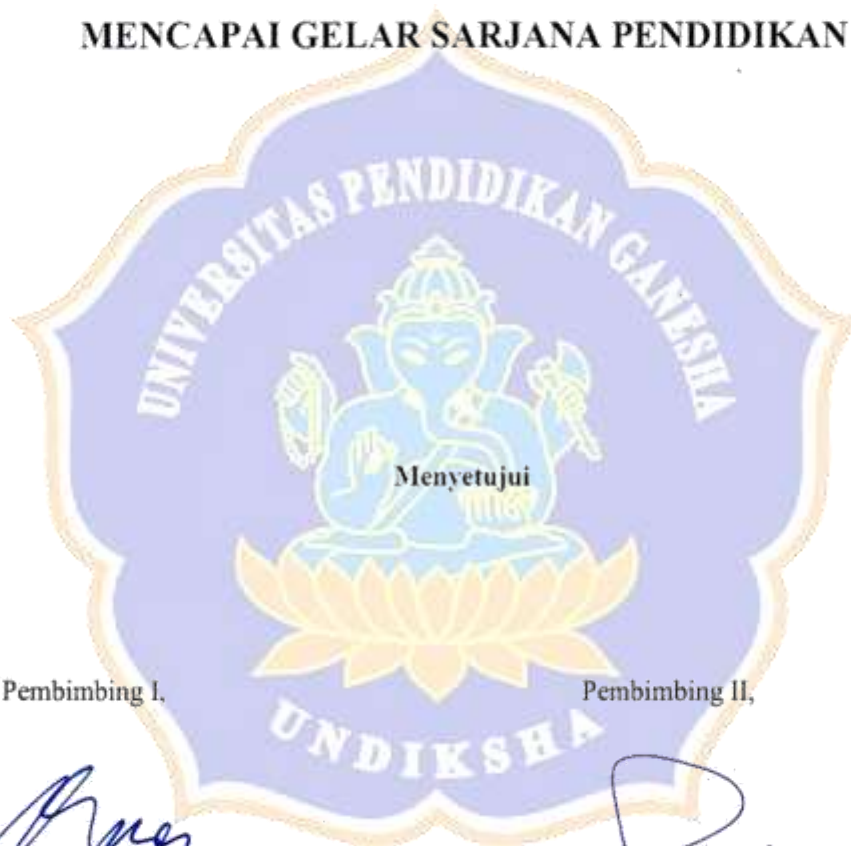 MENCAPAI GELAR SARJANA PENDIDIKAN
UNIVERSITAS PENDIDIKAN GANESHA
Menyetujui
Pembimbing I,
Pembimbing II,
UNDIKSHA